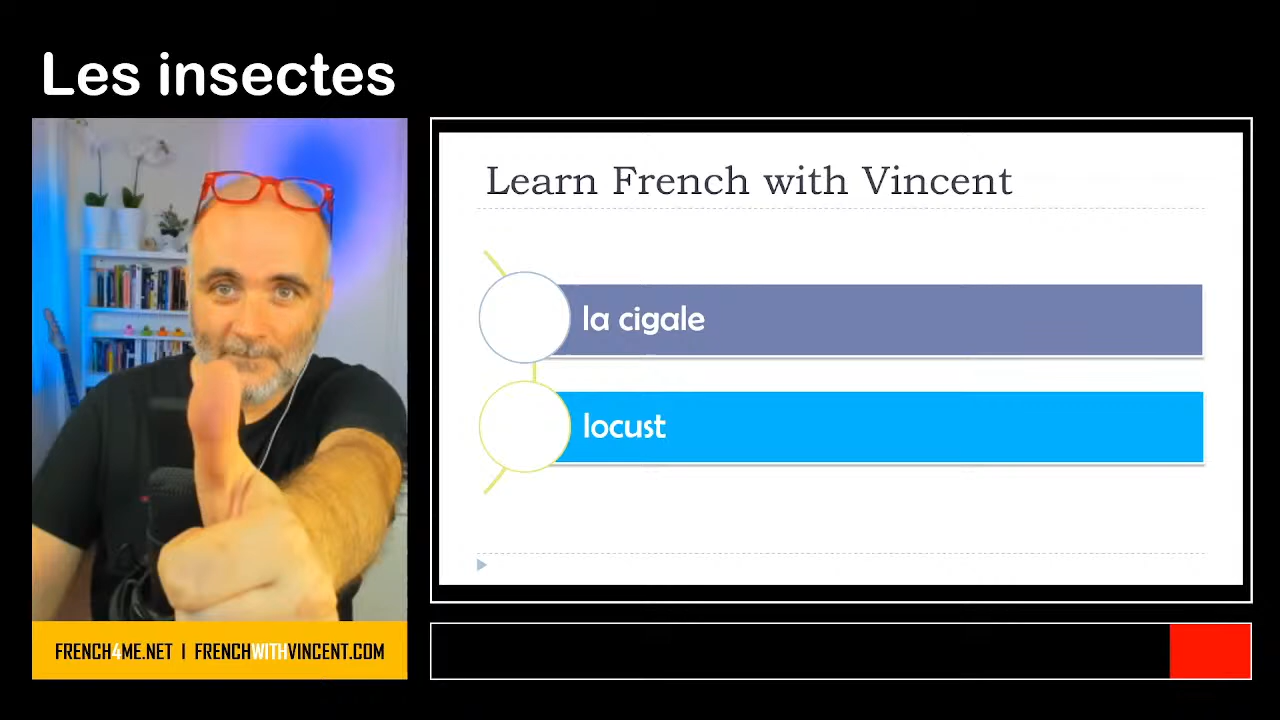 Les insectes
Learn French with Vincent
la cigale
locust
FRENCH4ME.NET I FRENCHWITHVINCENT.COM